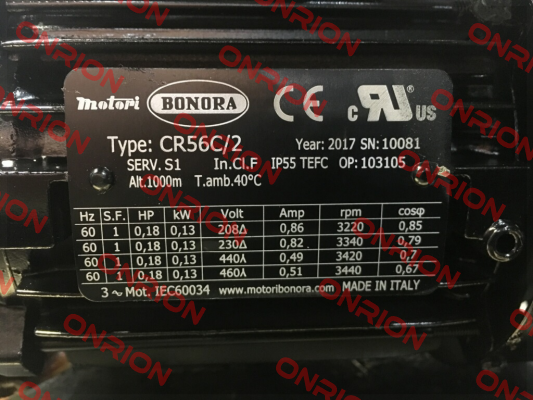 motori BONORA CE c RU US
Type: CR56C/2 Year: 2017 SN: 10081
SERV. S1 In.Cl.F IP55 TEFC OP: 103105
Alt.1000m T.amb.40°C
Hz S.F. HP kW Volt Amp rpm cosφ
60 1 0,18 0,13 208Δ 0,86 3220 0,85
60 1 0,18 0,13 230Δ 0,82 3340 0,79
60 1 0,18 0,13 440⅄ 0,49 3420 0,7
60 1 0,18 0,13 460⅄ 0,51 3440 0,67
3 ~ Mot. IEC60034 www.motoribonora.com MADE IN ITALY
ONRION